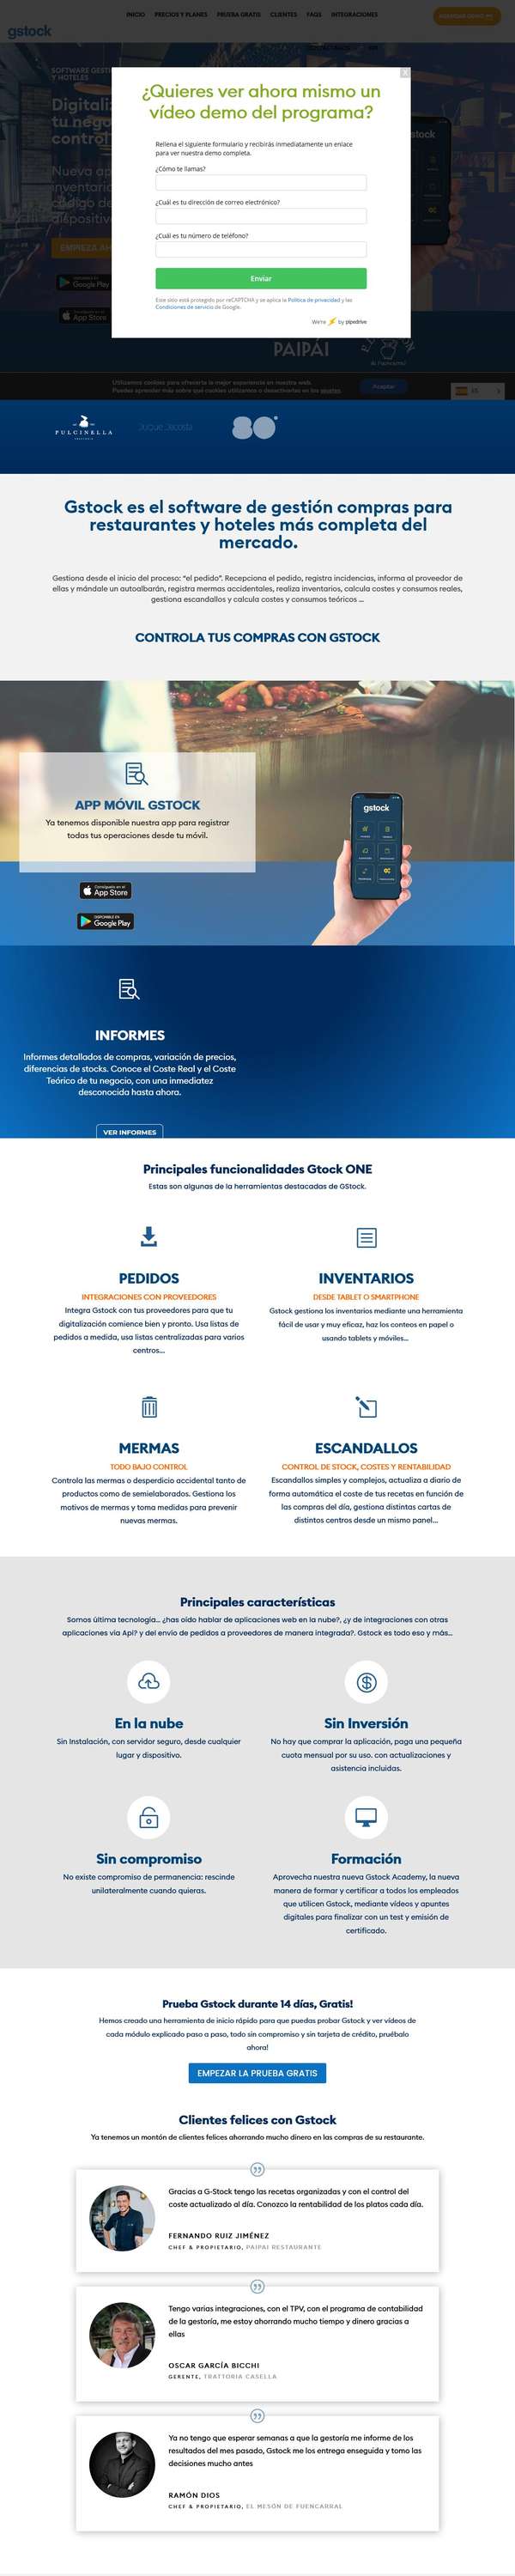 INICIO PRECIOS Y PLANES PRUEBA GRATIS CLIENTES FAQS INTEGRACIONES
gstock
SOFTWARE GESTI
Y HOTELES
Digitali
tu nego
control
Nueva ap
inventari
código de
dispositiv
EMPIEZA AH
Google Play
App Store
stock
X
¿Quieres ver ahora mismo un
vídeo demo del programa?
Rellena el siguiente formulario y recibirás inmediatamente un enlace
para ver nuestra demo completa.
¿Cómo te llamas?
¿Cuál es tu dirección de correo electrónico?
¿Cuál es tu número de teléfono?
Enviar
Este sitio está protegido por reCAPTCHA y se aplica la Política de privacidad y las
Condiciones de servicio de Google.
We're by pipedrive
PAIPÁI
Utilizamos cookies para ofrecerte la mejor experiencia en nuestra web.
Puedes aprender más sobre qué cookies utilizamos o desactivarlas en los ajustes.
Aceptar
ES
PULCINELLA
Gstock es el software de gestión compras para
restaurantes y hoteles más completa del
mercado.
Gestiona desde el inicio del proceso: "el pedido". Recepciona el pedido, registra incidencias, informa al proveedor de
ellas y mándale un autoalbarán, registra mermas accidentales, realiza inventarios, calcula costes y consumos reales,
gestiona escandallos y calcula costes y consumos teóricos ...
CONTROLA TUS COMPRAS CON GSTOCK
APP MÓVIL GSTOCK
Ya tenemos disponible nuestra app para registrar
todas tus operaciones desde tu móvil.
gstock
Consíguelo en el
App Store
DISPONIBLE EN
Google Play
INFORMES
Informes detallados de compras, variación de precios,
diferencias de stocks. Conoce el Coste Real y el Coste
Teórico de tu negocio, con una inmediatez
desconocida hasta ahora.
VER INFORMES
Principales funcionalidades Gtock ONE
Estas son algunas de la herramientas destacadas de GStock.
PEDIDOS
INTEGRACIONES CON PROVEEDORES
Integra Gstock con tus proveedores para que tu
digitalización comience bien y pronto. Usa listas de
pedidos a medida, usa listas centralizadas para varios
centros...
INVENTARIOS
DESDE TABLET O SMARTPHONE
Gstock gestiona los inventarios mediante una herramienta
fácil de usar y muy eficaz, haz los conteos en papel o
usando tablets y móviles...
MERMAS
TODO BAJO CONTROL
Controla las mermas o desperdicio accidental tanto de
productos como de semielaborados. Gestiona los
motivos de mermas y toma medidas para prevenir
nuevas mermas.
ESCANDALLOS
CONTROL DE STOCK, COSTES Y RENTABILIDAD
Escandallos simples y complejos, actualiza a diario de
forma automática el coste de tus recetas en función de
las compras del día, gestiona distintas cartas de
distintos centros desde un mismo panel...
Principales características
Somos última tecnología... ¿has oído hablar de aplicaciones web en la nube?, ¿y de integraciones con otras
aplicaciones via Api? y del envío de pedidos a proveedores de manera integrada?. Gstock es todo eso y más...
En la nube
Sin Instalación, con servidor seguro, desde cualquier
lugar y dispositivo.
Sin Inversión
No hay que comprar la aplicación, paga una pequeña
cuota mensual por su uso. con actualizaciones y
asistencia incluidas.
Sin compromiso
No existe compromiso de permanencia: rescinde
unilateralmente cuando quieras.
Formación
Aprovecha nuestra nueva Gstock Academy, la nueva
manera de formar y certificar a todos los empleados
que utilicen Gstock, mediante vídeos y apuntes
digitales para finalizar con un test y emisión de
certificado.
Prueba Gstock durante 14 días, Gratis!
Hemos creado una herramienta de inicio rápido para que puedas probar Gstock y ver vídeos de
cada módulo explicado paso a paso, todo sin compromiso y sin tarjeta de crédito, pruébalo
ahora!
EMPEZAR LA PRUEBA GRATIS
Clientes felices con Gstock
Ya tenemos un montón de clientes felices ahorrando mucho dinero en las compras de su restaurante.
Gracias a G-Stock tengo las recetas organizadas y con el control del
coste actualizado al día. Conozco la rentabilidad de los platos cada día.
FERNANDO RUIZ JIMÉNEZ
CHEF & PROPIETARIO, PAIPAI RESTAURANTE
Tengo varias integraciones, con el TPV, con el programa de contabilidad
de la gestoría, me estoy ahorrando mucho tiempo y dinero gracias a
ellas
OSCAR GARCÍA BICCHI
GERENTE, TRATTORIA CASELLA
Ya no tengo que esperar semanas a que la gestoría me informe de los
resultados del mes pasado, Gstock me los entrega enseguida y tomo las
decisiones mucho antes
RAMÓN DIOS
CHEF & PROPIETARIO, EL MESÓN DE FUENCARRAL